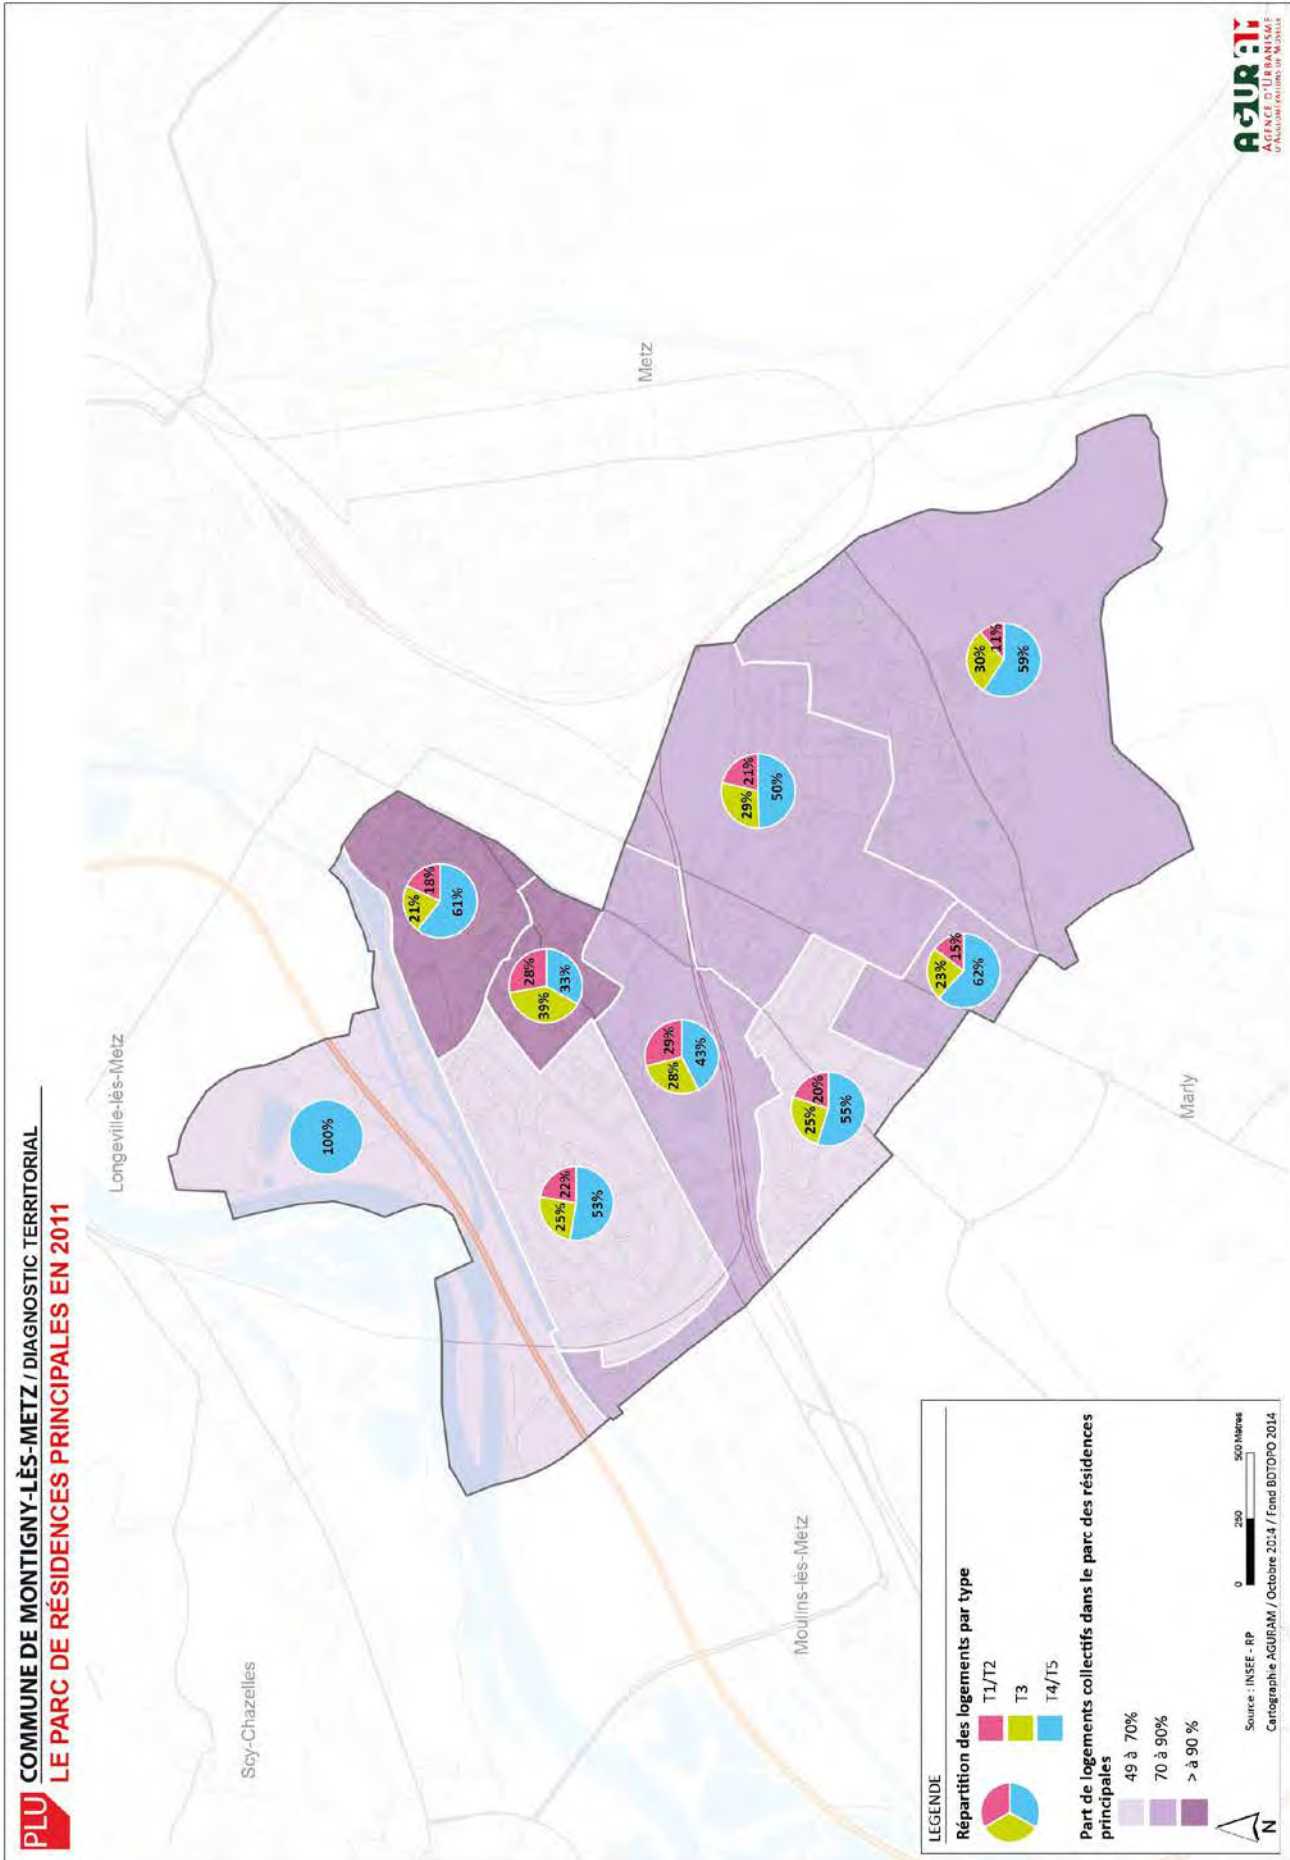 PLU COMMUNE DE MONTIGNY-LÈS-METZ / DIAGNOSTIC TERRITORIAL
LE PARC DE RÉSIDENCES PRINCIPALES EN 2011
Longeville-lès-Metz
Scy-Chazelles
Metz
Moulins-lès-Metz
Marly
100%
21%
18%
61%
28%
39%
33%
25%
22%
53%
29%
28%
43%
29%
21%
50%
25%
20%
55%
23%
15%
62%
30%
11%
59%
LEGENDE
Répartition des logements par type
T1/T2
T3
T4/T5
Part de logements collectifs dans le parc des résidences
principales
49 à 70%
70 à 90%
> à 90 %
N
0 250 500 Mètres
Source : INSEE - RP
Cartographie AGURAM / Octobre 2014 / Fond BDTOPO 2014
AGURAM
AGENCE D'URBANISME
D'AGGLOMÉRATIONS DE MOSELLE